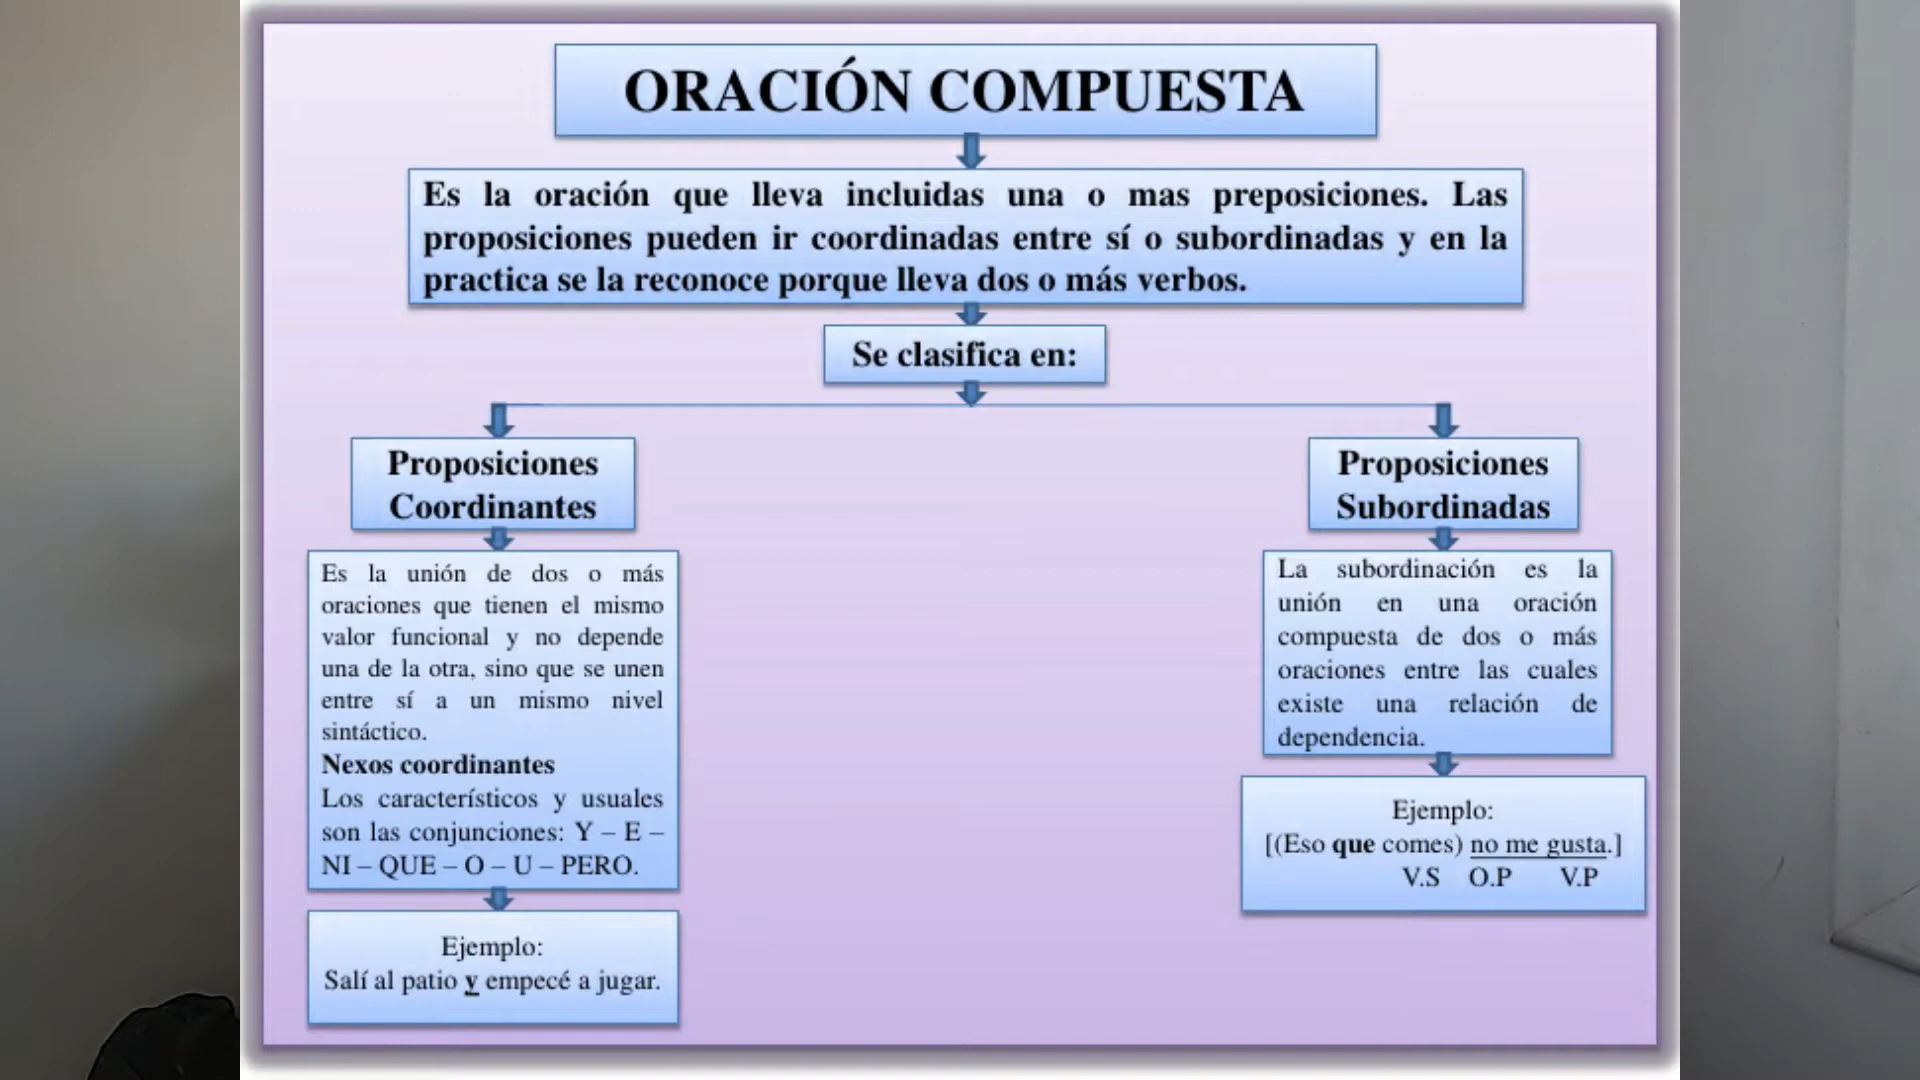 ORACIÓN COMPUESTA
Es la oración que lleva incluidas una o mas preposiciones. Las
proposiciones pueden ir coordinadas entre sí o subordinadas y en la
practica se la reconoce porque lleva dos o más verbos.
Se clasifica en:
Proposiciones
Coordinantes
Es la unión de dos o más
oraciones que tienen el mismo
valor funcional y no depende
una de la otra, sino que se unen
entre sí a un mismo nivel
sintáctico.
Nexos coordinantes
Los característicos y usuales
son las conjunciones: Y – E –
NI – QUE – O – U – PERO.
Ejemplo:
Salí al patio y empecé a jugar.
Proposiciones
Subordinadas
La subordinación es la
unión en una oración
compuesta de dos o más
oraciones entre las cuales
existe una relación de
dependencia.
Ejemplo:
[(Eso que comes) no me gusta.]
V.S O.P V.P